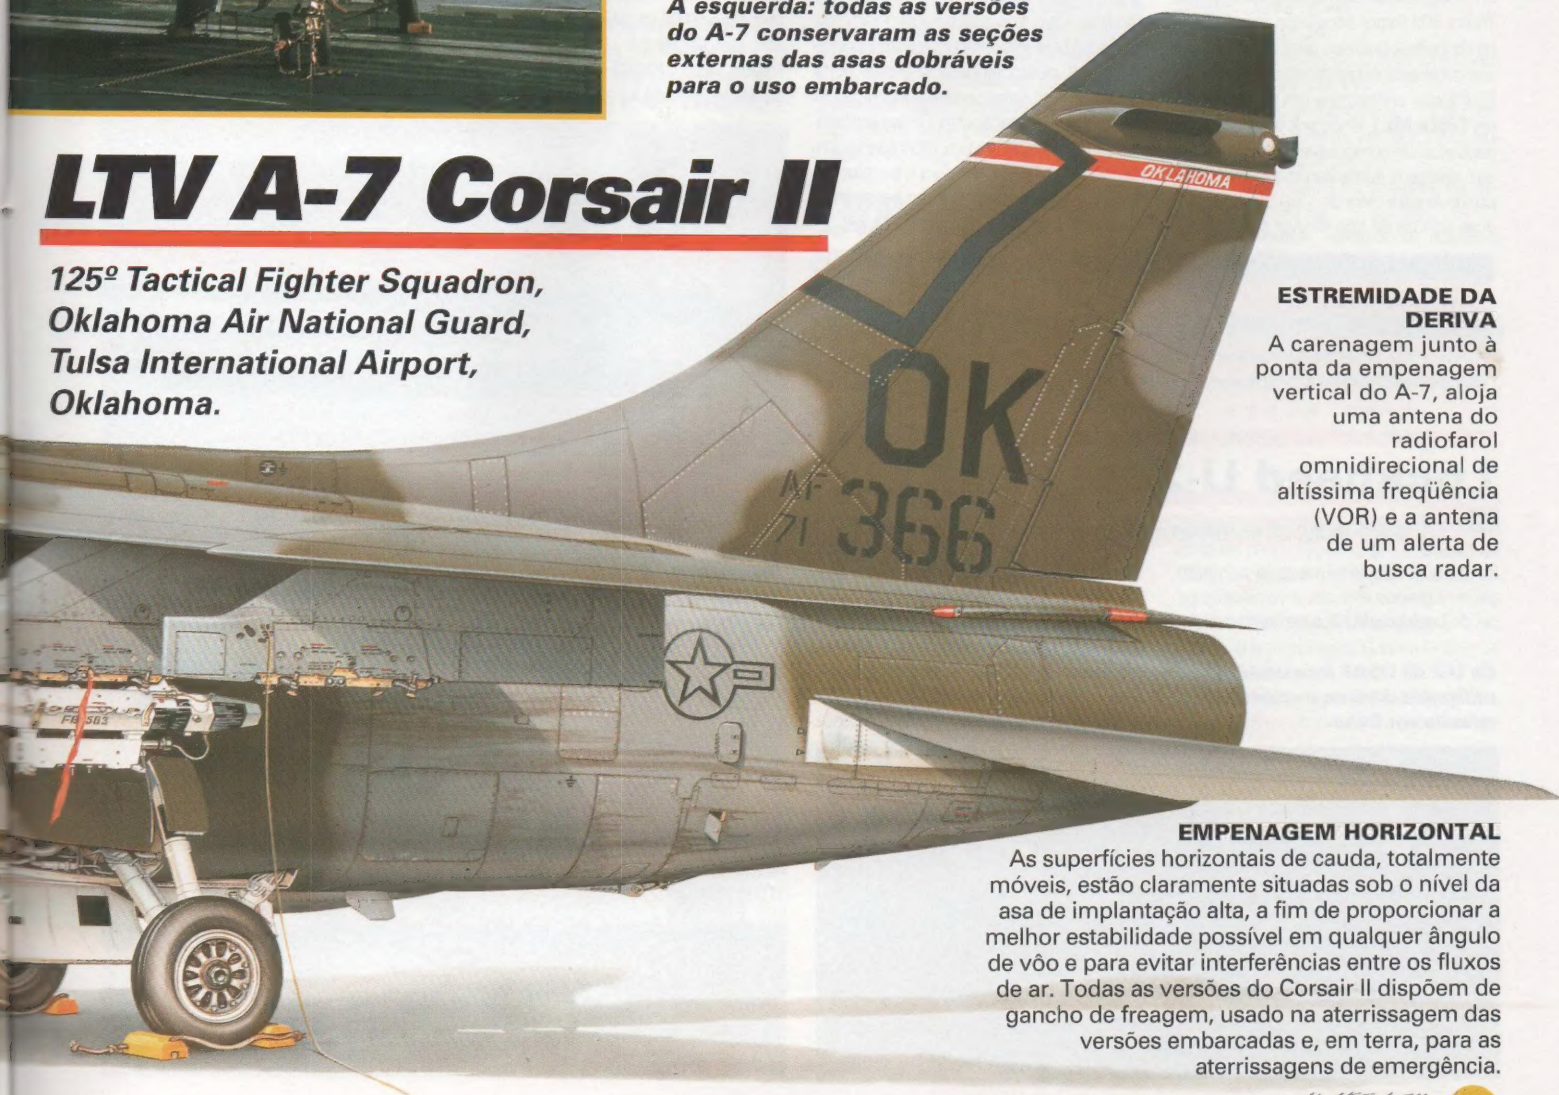 À esquerda: todas as versões
do A-7 conservaram as seções
externas das asas dobráveis
para o uso embarcado.
LTV A-7 Corsair II
125º Tactical Fighter Squadron,
Oklahoma Air National Guard,
Tulsa International Airport,
Oklahoma.
OKLAHOMA
OK
AF
71
366
ESTREMIDADE DA
DERIVA
A carenagem junto à
ponta da empenagem
vertical do A-7, aloja
uma antena do
radiofarol
omnidirecional de
altíssima freqüência
(VOR) e a antena
de um alerta de
busca radar.
EMPENAGEM HORIZONTAL
As superfícies horizontais de cauda, totalmente
móveis, estão claramente situadas sob o nível da
asa de implantação alta, a fim de proporcionar a
melhor estabilidade possível em qualquer ângulo
de vôo e para evitar interferências entre os fluxos
de ar. Todas as versões do Corsair II dispõem de
gancho de freagem, usado na aterrissagem das
versões embarcadas e, em terra, para as
aterrissagens de emergência.